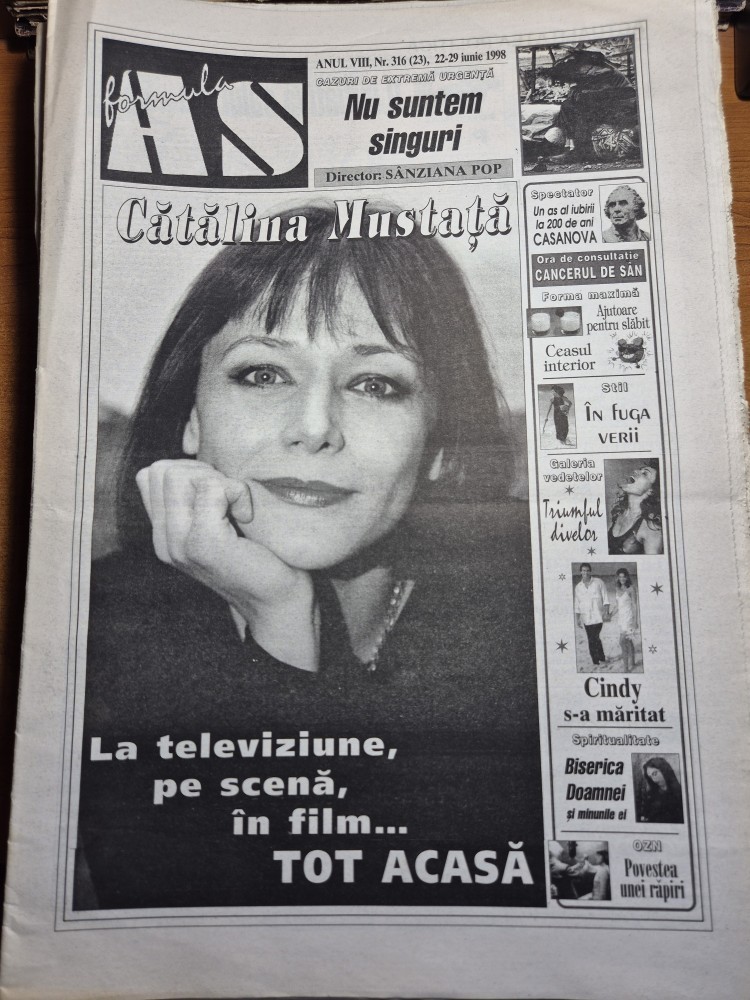 formula
AS
ANUL VIII, Nr. 316 (23), 22-29 iunie 1998
CAZURI DE EXTREMĂ URGENȚĂ
Nu suntem
singuri
Director: SÂNZIANA POP
Cătălina Mustață
La televiziune,
pe scenă,
în film...
TOT ACASĂ
Spectator
Un as al iubirii
la 200 de ani
CASANOVA
Ora de consultație
CANCERUL DE SÂN
Forma maximă
Ajutoare
pentru slăbit
Ceasul
interior
Stil
ÎN FUGA
VERII
Galeria
vedetelor
Triumful
divelor
Cindy
s-a măritat
Spiritualitate
Biserica
Doamnei
și minunile ei
OZN
Povestea
unei răpiri